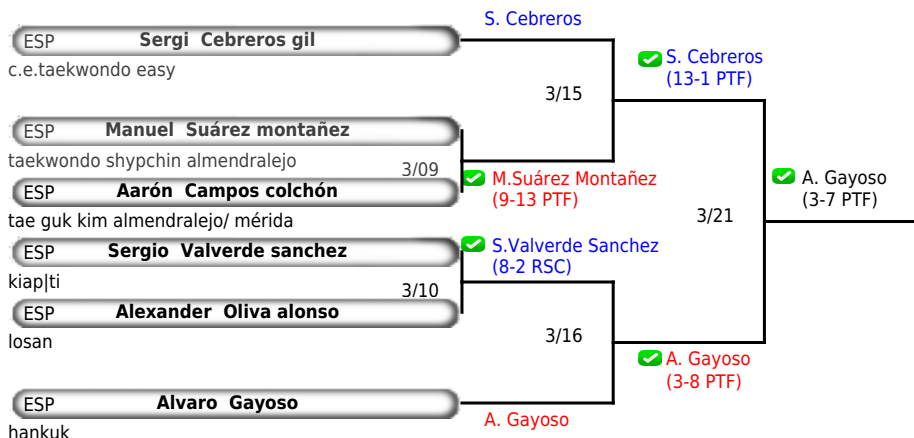 S. Cebreros
ESP Sergi Cebreros gil
c.e.taekwondo easy
S. Cebreros
(13-1 PTF)
3/15
ESP Manuel Suárez montañez
taekwondo shypchin almendralejo
3/09
M.Suárez Montañez
(9-13 PTF)
ESP Aarón Campos colchón
tae guk kim almendralejo/ mérida
A. Gayoso
(3-7 PTF)
3/21
ESP Sergio Valverde sanchez
kiap|ti
S.Valverde Sanchez
(8-2 RSC)
3/10
ESP Alexander Oliva alonso
losan
3/16
A. Gayoso
(3-8 PTF)
ESP Alvaro Gayoso
hankuk
A. Gayoso